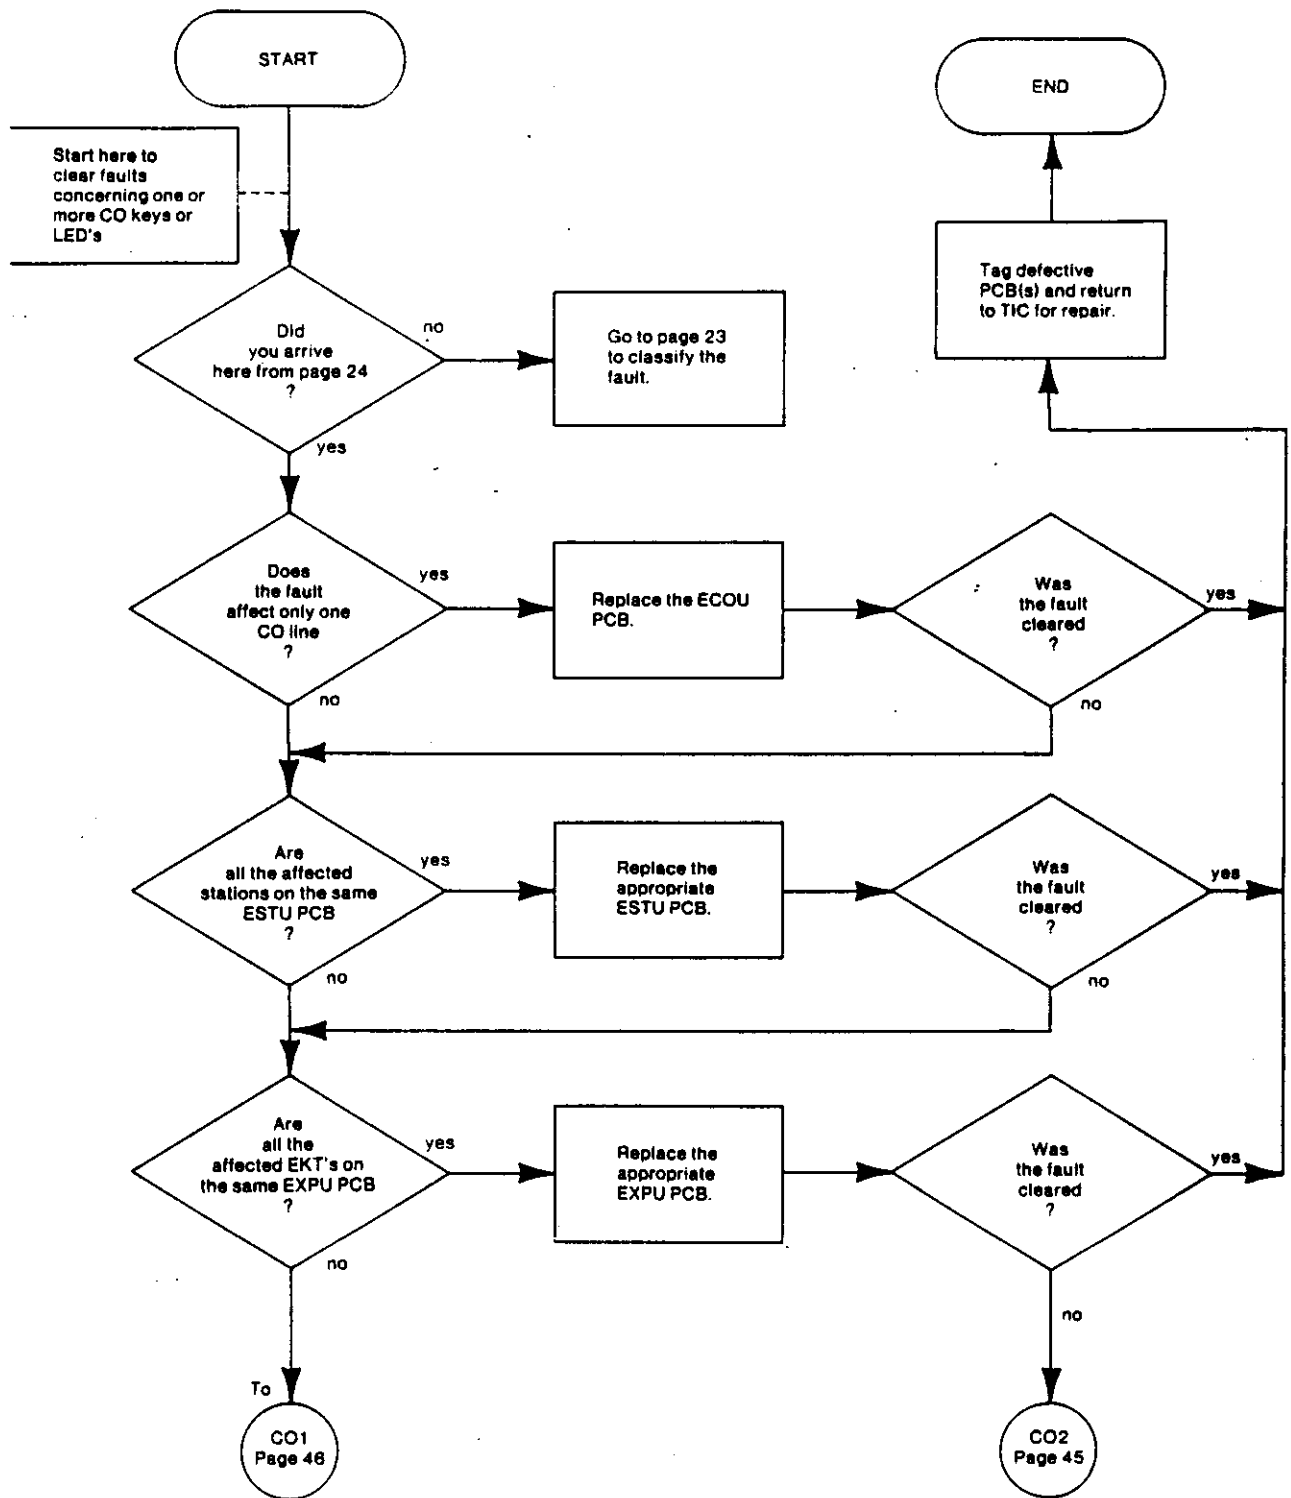 START
END
Start here to
clear faults
concerning one or
more CO keys or
LED's
Tag defective
PCB(s) and return
to TIC for repair.
Did
you arrive
here from page 24
?
no
Go to page 23
to classify the
fault.
yes
Does
the fault
affect only one
CO line
?
yes
Replace the ECOU
PCB.
Was
the fault
cleared
?
yes
no
no
Are
all the affected
stations on the same
ESTU PCB
?
yes
Replace the
appropriate
ESTU PCB.
Was
the fault
cleared
?
yes
no
no
Are
all the
affected EKT's on
the same EXPU PCB
?
yes
Replace the
appropriate
EXPU PCB.
Was
the fault
cleared
?
yes
no
no
To
CO1
Page 46
CO2
Page 45